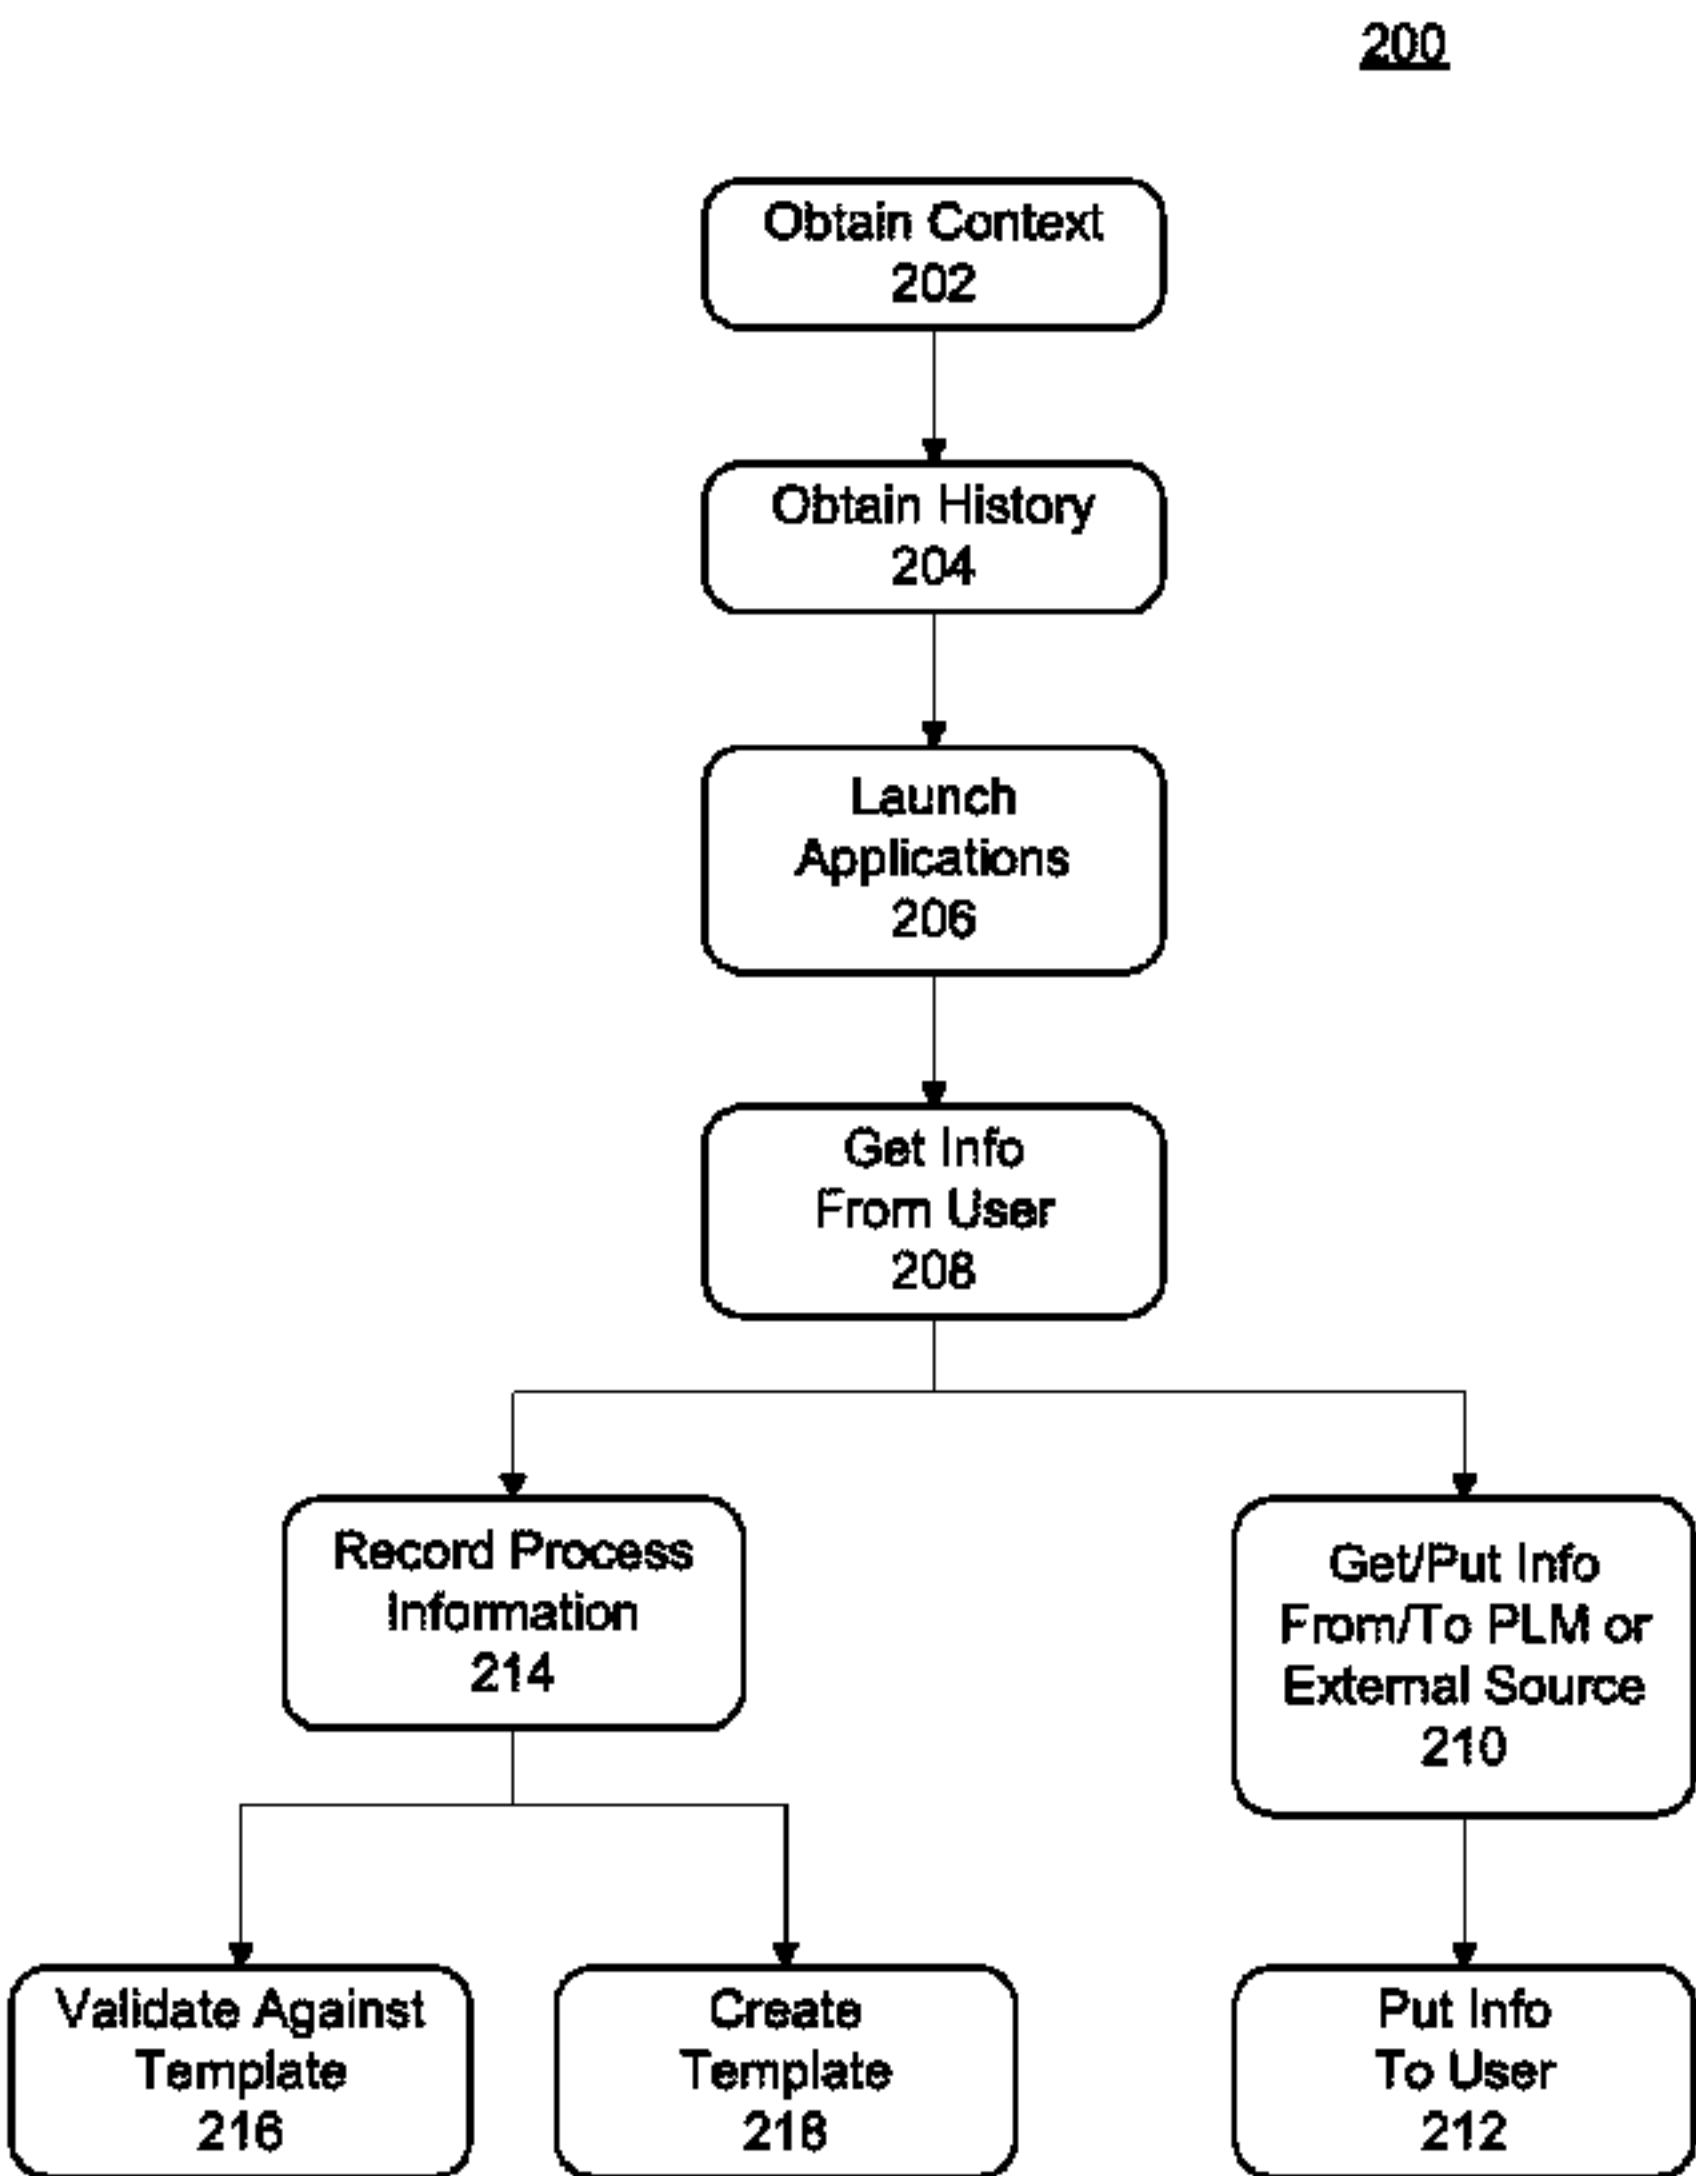 200
Obtain Context
202
Obtain History
204
Launch
Applications
206
Get Info
From User
208
Record Process
Information
214
Get/Put Info
From/To PLM or
External Source
210
Validate Against
Template
216
Create
Template
218
Put Info
To User
212